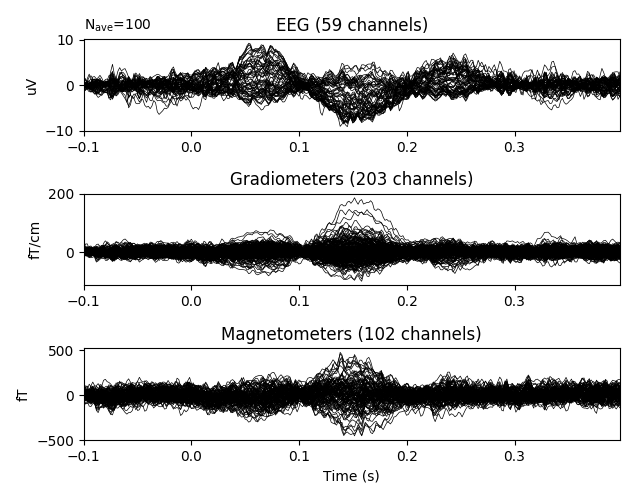 N_ave=100
EEG (59 channels)
10
0
−10
uV
−0.1 0.0 0.1 0.2 0.3
Gradiometers (203 channels)
200
0
fT/cm
−0.1 0.0 0.1 0.2 0.3
Magnetometers (102 channels)
500
0
−500
fT
−0.1 0.0 0.1 0.2 0.3
Time (s)